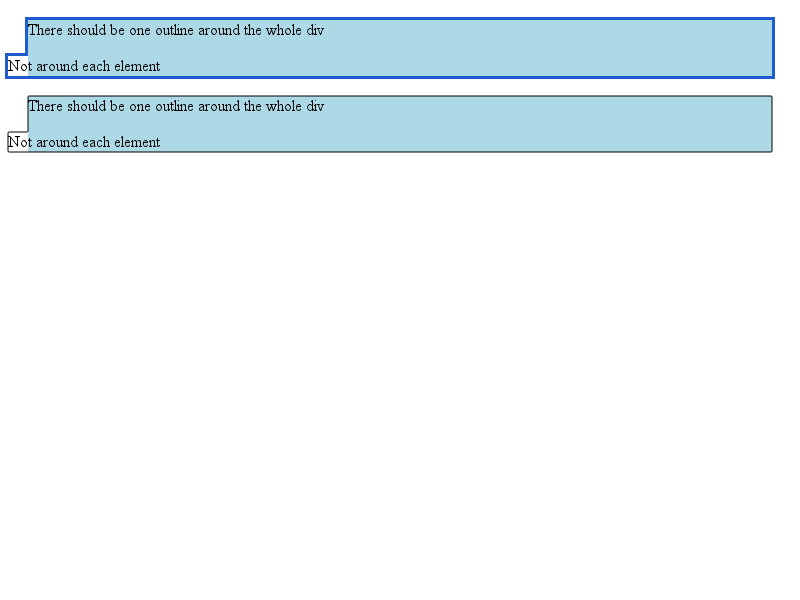 There should be one outline around the whole div
Not around each element
There should be one outline around the whole div
Not around each element